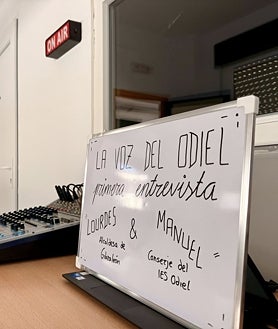 ON AIR
LA VOZ DEL ODIEL
primera entrevista
"LOURDES & MANUEL"
Alcaldesa de Conserje del
Gibraleón IES Odiel